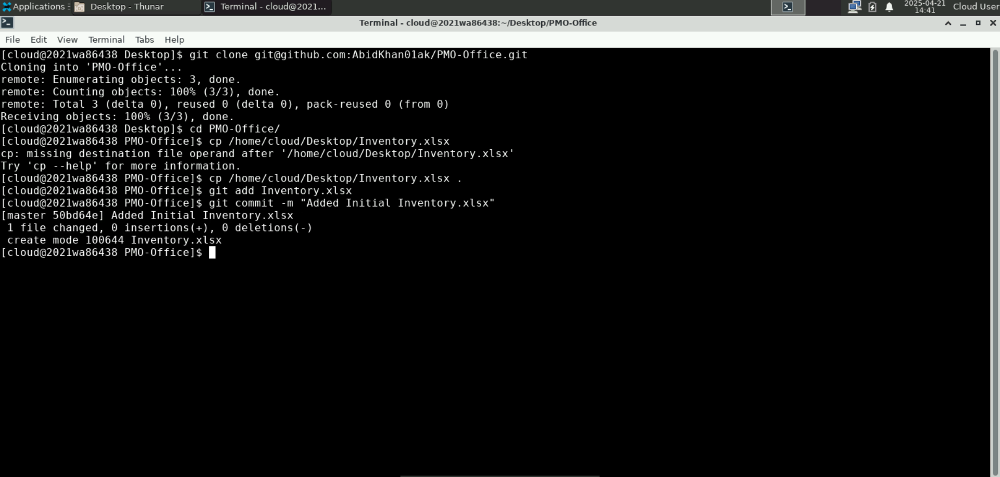 Applications
Desktop - Thunar
Terminal - cloud@2021...
2025-04-21
14:41
Cloud User
Terminal - cloud@2021wa86438:~/Desktop/PMO-Office
File Edit View Terminal Tabs Help
[cloud@2021wa86438 Desktop]$ git clone git@github.com:AbidKhan01ak/PMO-Office.git
Cloning into 'PMO-Office'...
remote: Enumerating objects: 3, done.
remote: Counting objects: 100% (3/3), done.
remote: Total 3 (delta 0), reused 0 (delta 0), pack-reused 0 (from 0)
Receiving objects: 100% (3/3), done.
[cloud@2021wa86438 Desktop]$ cd PMO-Office/
[cloud@2021wa86438 PMO-Office]$ cp /home/cloud/Desktop/Inventory.xlsx
cp: missing destination file operand after '/home/cloud/Desktop/Inventory.xlsx'
Try 'cp --help' for more information.
[cloud@2021wa86438 PMO-Office]$ cp /home/cloud/Desktop/Inventory.xlsx .
[cloud@2021wa86438 PMO-Office]$ git add Inventory.xlsx
[cloud@2021wa86438 PMO-Office]$ git commit -m "Added Initial Inventory.xlsx"
[master 50bd64e] Added Initial Inventory.xlsx
 1 file changed, 0 insertions(+), 0 deletions(-)
 create mode 100644 Inventory.xlsx
[cloud@2021wa86438 PMO-Office]$